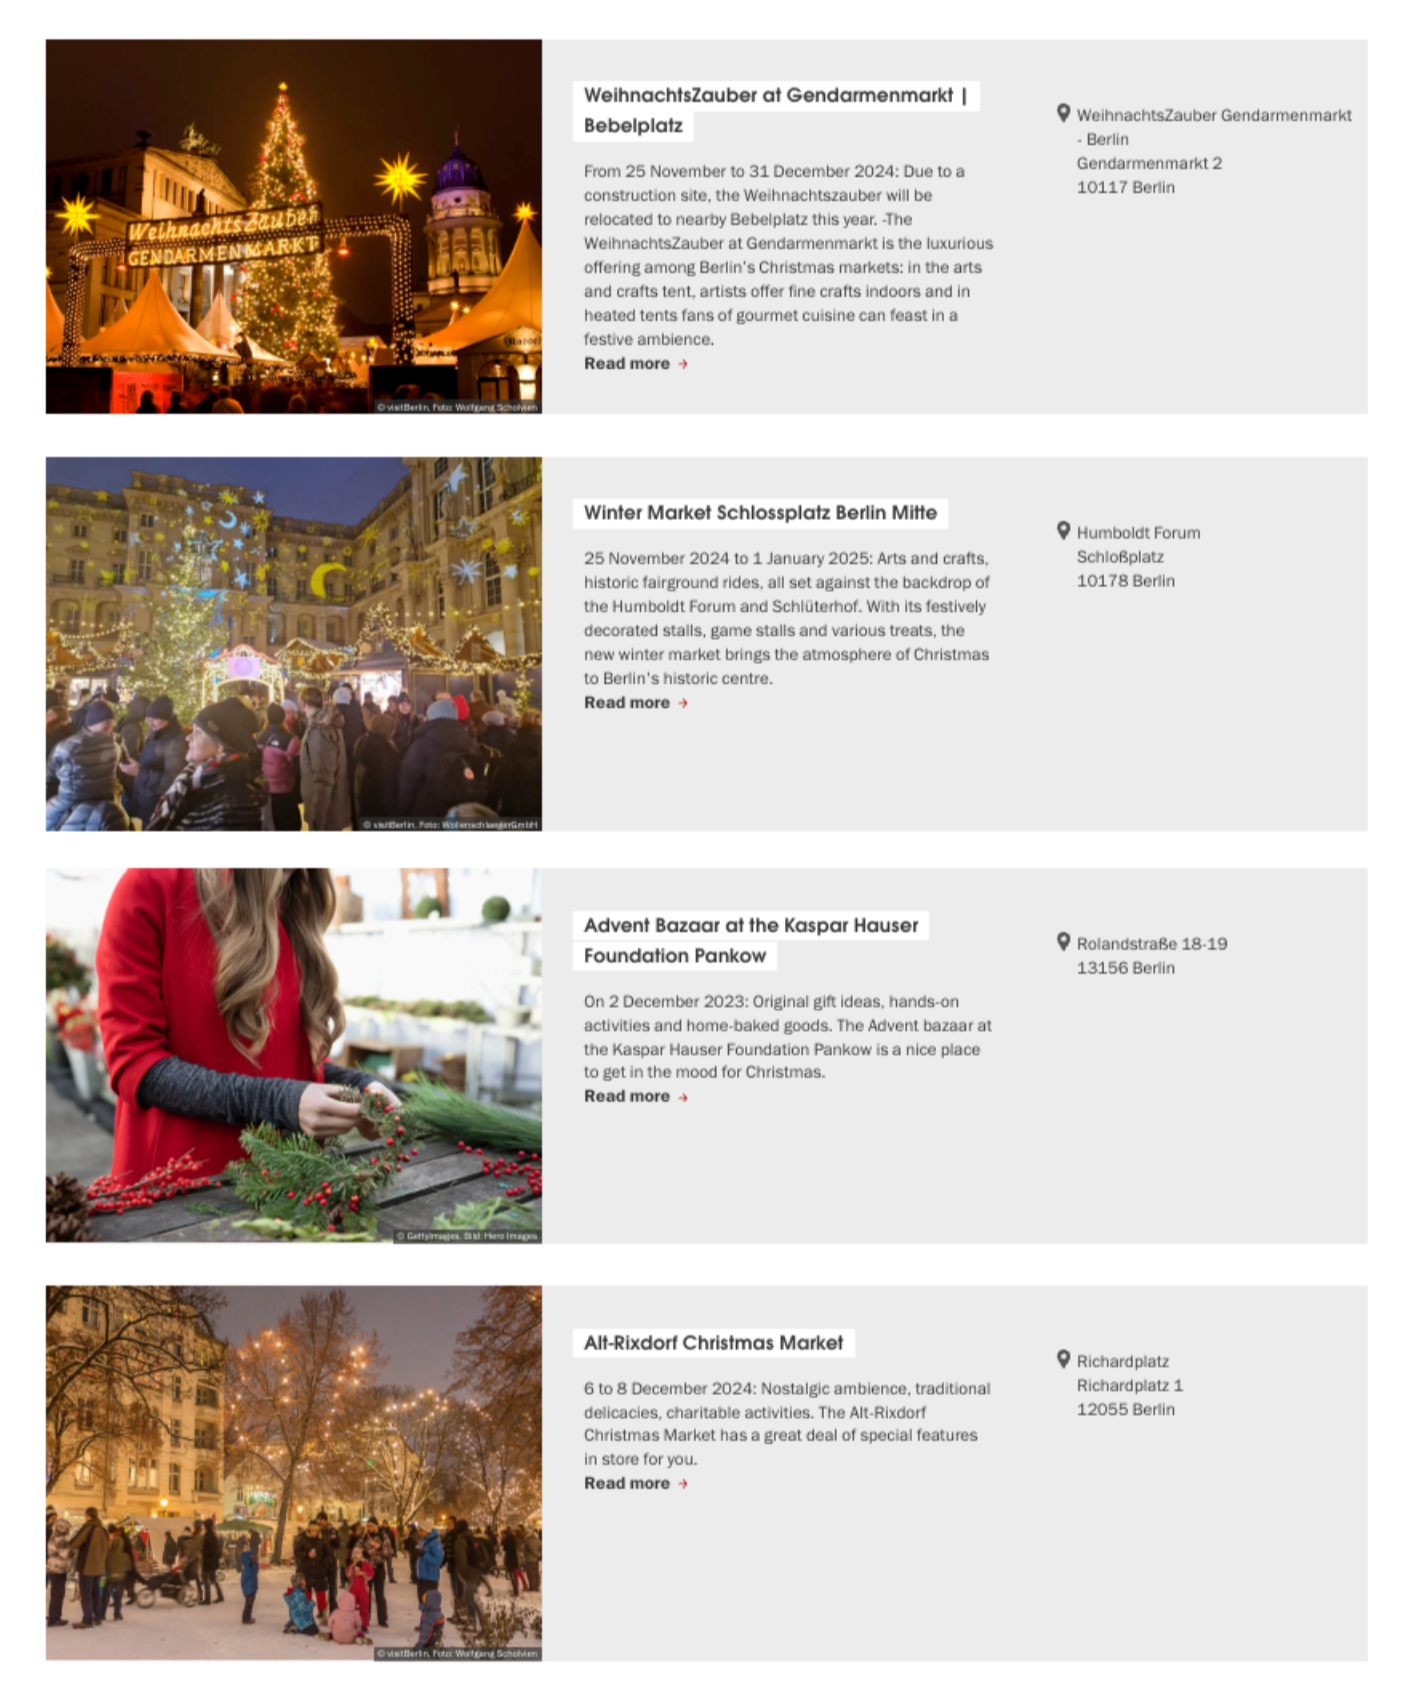 Weihnachtszauber
GENDARMENMARKT
© visitBerlin, Foto: Wolfgang Scholvien
WeihnachtsZauber at Gendarmenmarkt |
Bebelplatz
From 25 November to 31 December 2024: Due to a
construction site, the Weihnachtszauber will be
relocated to nearby Bebelplatz this year. -The
WeihnachtsZauber at Gendarmenmarkt is the luxurious
offering among Berlin's Christmas markets: in the arts
and crafts tent, artists offer fine crafts indoors and in
heated tents fans of gourmet cuisine can feast in a
festive ambience.
Read more →
WeihnachtsZauber Gendarmenmarkt
- Berlin
Gendarmenmarkt 2
10117 Berlin
© visitBerlin, Foto: WollenschlaegerGmbH
Winter Market Schlossplatz Berlin Mitte
25 November 2024 to 1 January 2025: Arts and crafts,
historic fairground rides, all set against the backdrop of
the Humboldt Forum and Schlüterhof. With its festively
decorated stalls, game stalls and various treats, the
new winter market brings the atmosphere of Christmas
to Berlin's historic centre.
Read more →
Humboldt Forum
Schloßplatz
10178 Berlin
© GettyImages, Bild: Hero Images
Advent Bazaar at the Kaspar Hauser
Foundation Pankow
On 2 December 2023: Original gift ideas, hands-on
activities and home-baked goods. The Advent bazaar at
the Kaspar Hauser Foundation Pankow is a nice place
to get in the mood for Christmas.
Read more →
Rolandstraße 18-19
13156 Berlin
© visitBerlin, Foto: Wolfgang Scholvien
Alt-Rixdorf Christmas Market
6 to 8 December 2024: Nostalgic ambience, traditional
delicacies, charitable activities. The Alt-Rixdorf
Christmas Market has a great deal of special features
in store for you.
Read more →
Richardplatz
Richardplatz 1
12055 Berlin